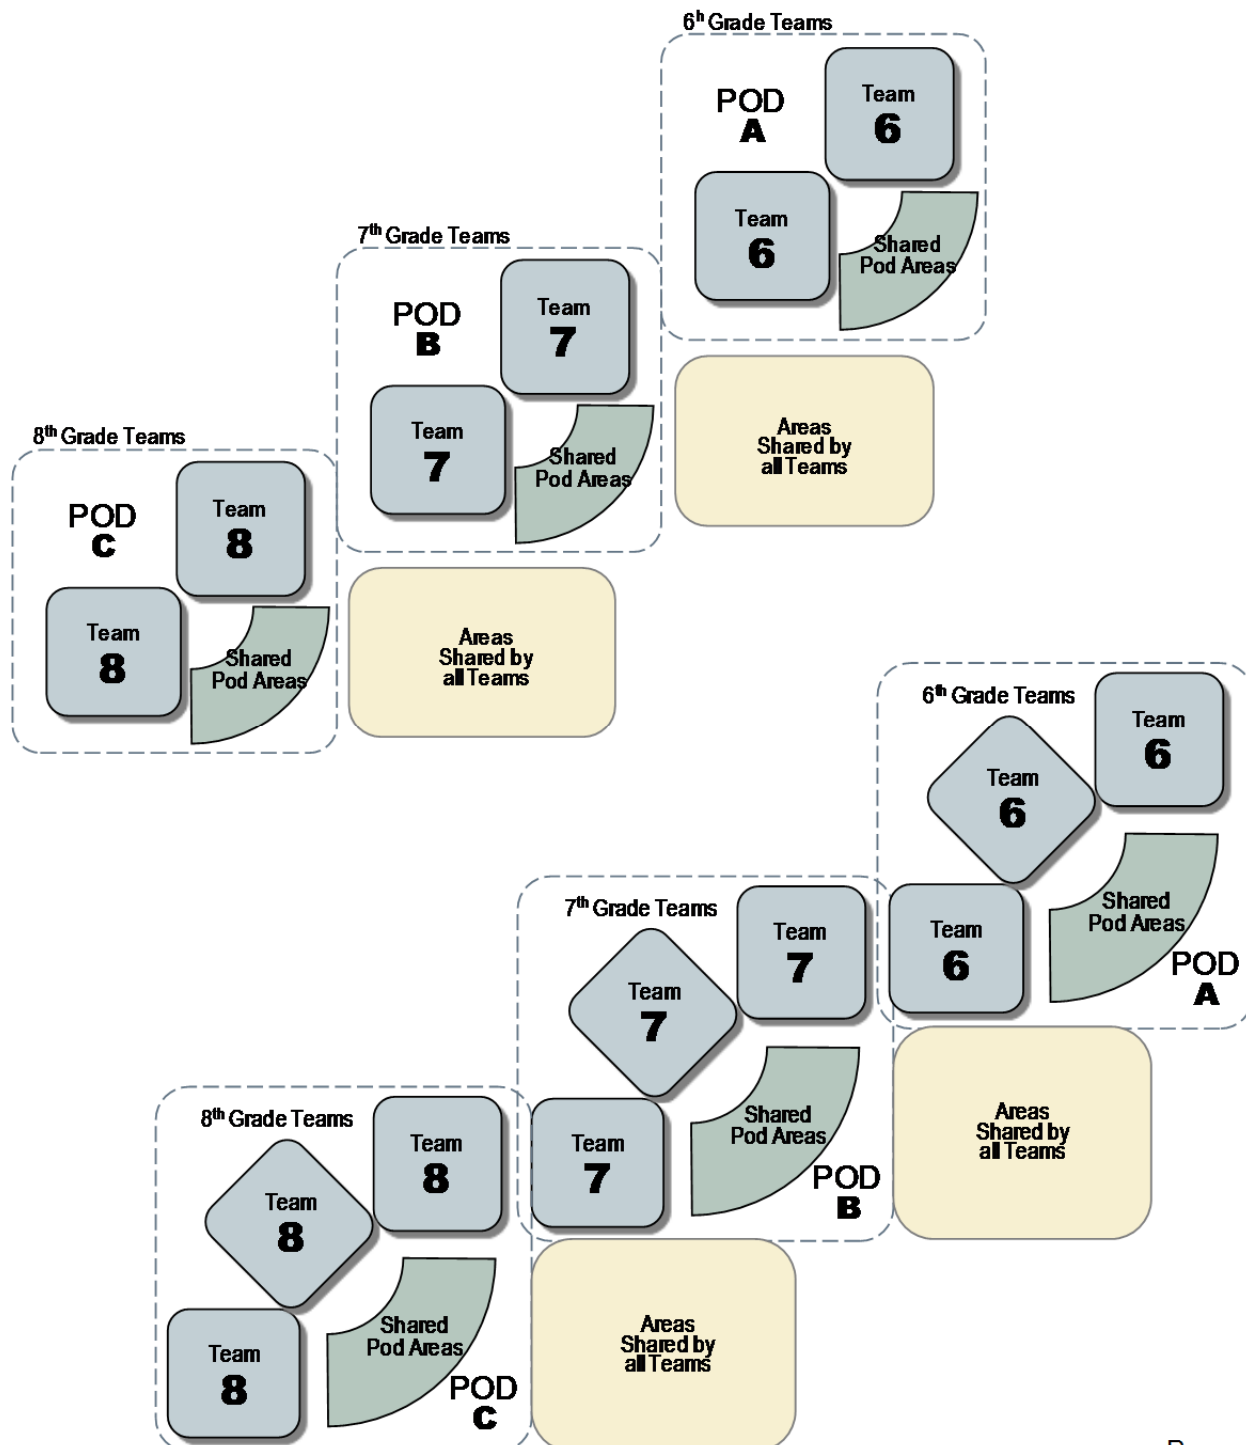 6h Grade Teams
POD
A
Team
6
Team
6
Shared
Pod Areas
7th Grade Teams
POD
B
Team
7
Team
7
Shared
Pod Areas
Areas
Shared by
all Teams
8th Grade Teams
POD
C
Team
8
Team
8
Shared
Pod Areas
Areas
Shared by
all Teams
6th Grade Teams
Team
6
Team
6
Team
6
Shared
Pod Areas
POD
A
7th Grade Teams
Team
7
Team
7
Team
7
Shared
Pod Areas
POD
B
Areas
Shared by
all Teams
8th Grade Teams
Team
8
Team
8
Team
8
Shared
Pod Areas
POD
C
Areas
Shared by
all Teams